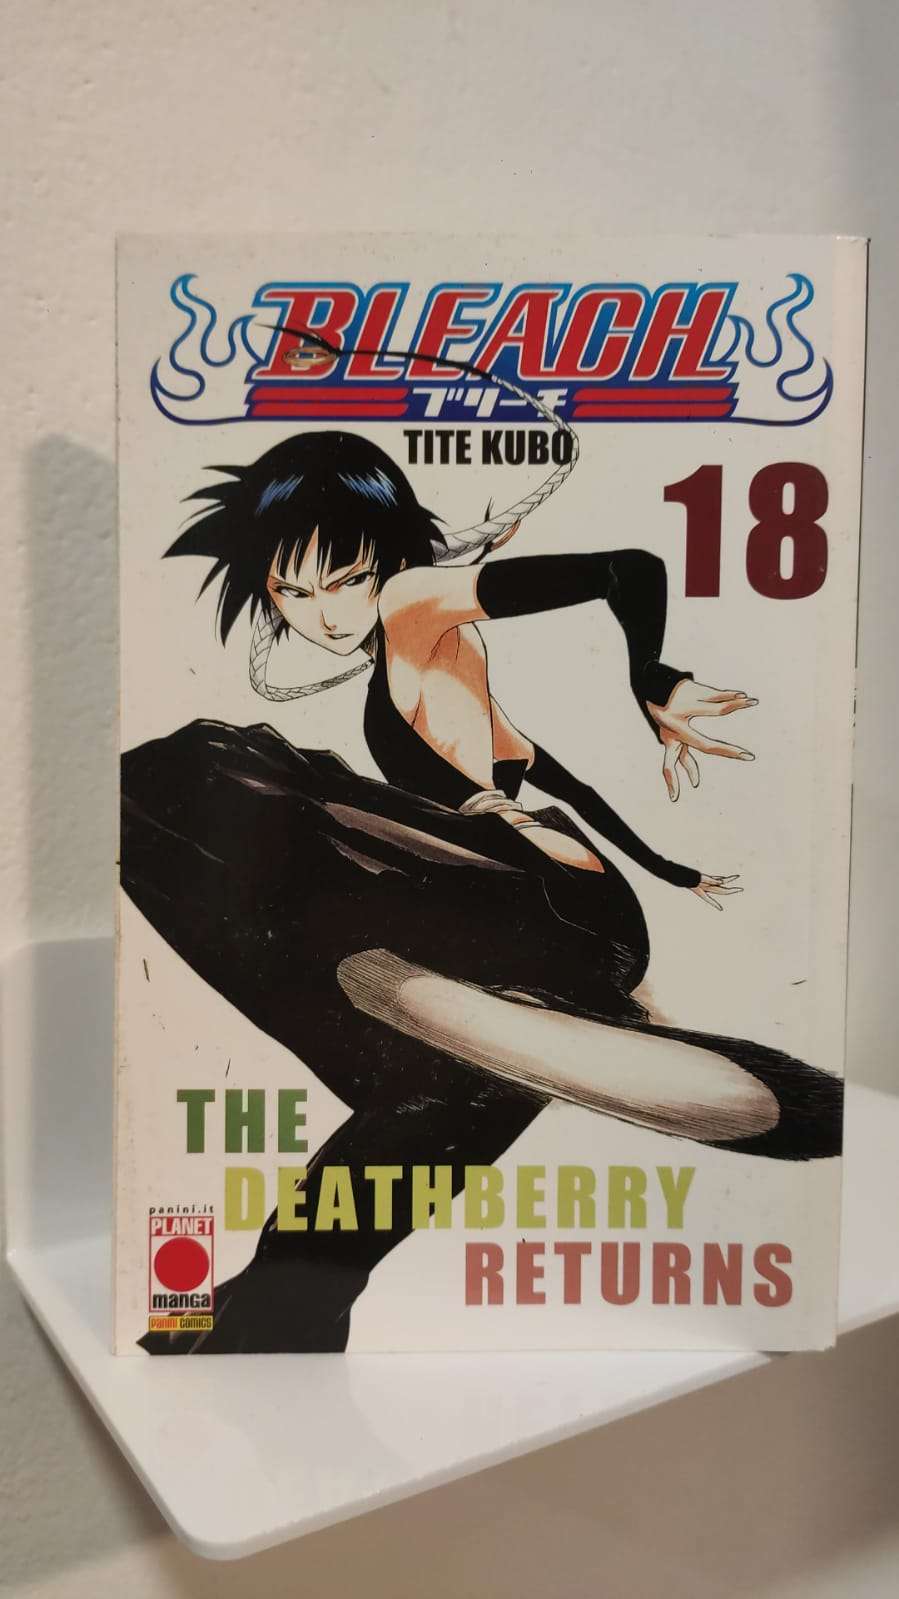 BLEACH
ブリーチ
TITE KUBO
18
THE
DEATHBERRY
RETURNS
panini.it
PLANET
manga
PANINI COMICS